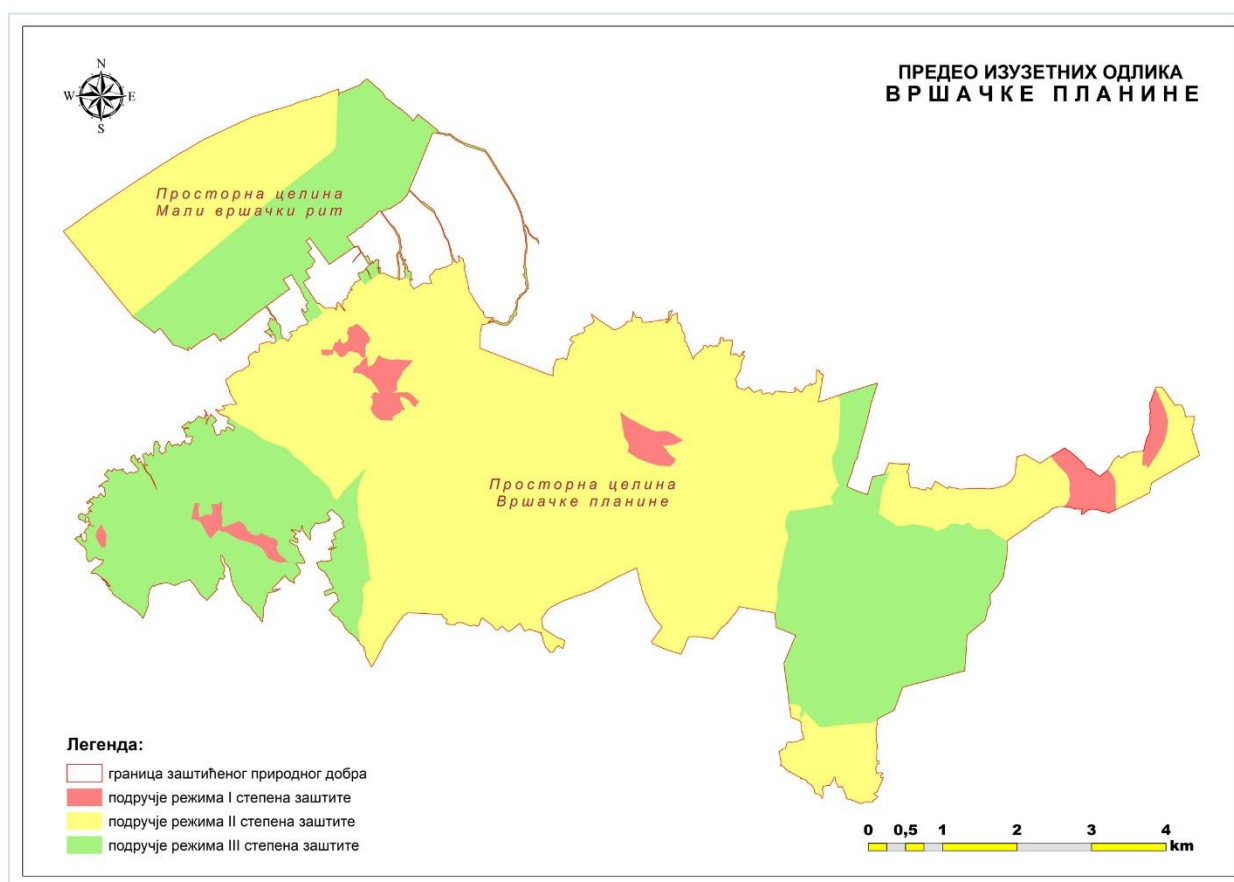 ПРЕДЕО ИЗУЗЕТНИХ ОДЛИКА
ВРШАЧКЕ ПЛАНИНЕ
N
W E
S
Просторна целина
Мали вршачки рит
Просторна целина
Вршачке планине
Легенда:
граница заштићеног природног добра
подручје режима I степена заштите
подручје режима II степена заштите
подручје режима III степена заштите
0 0,5 1 2 3 4
km